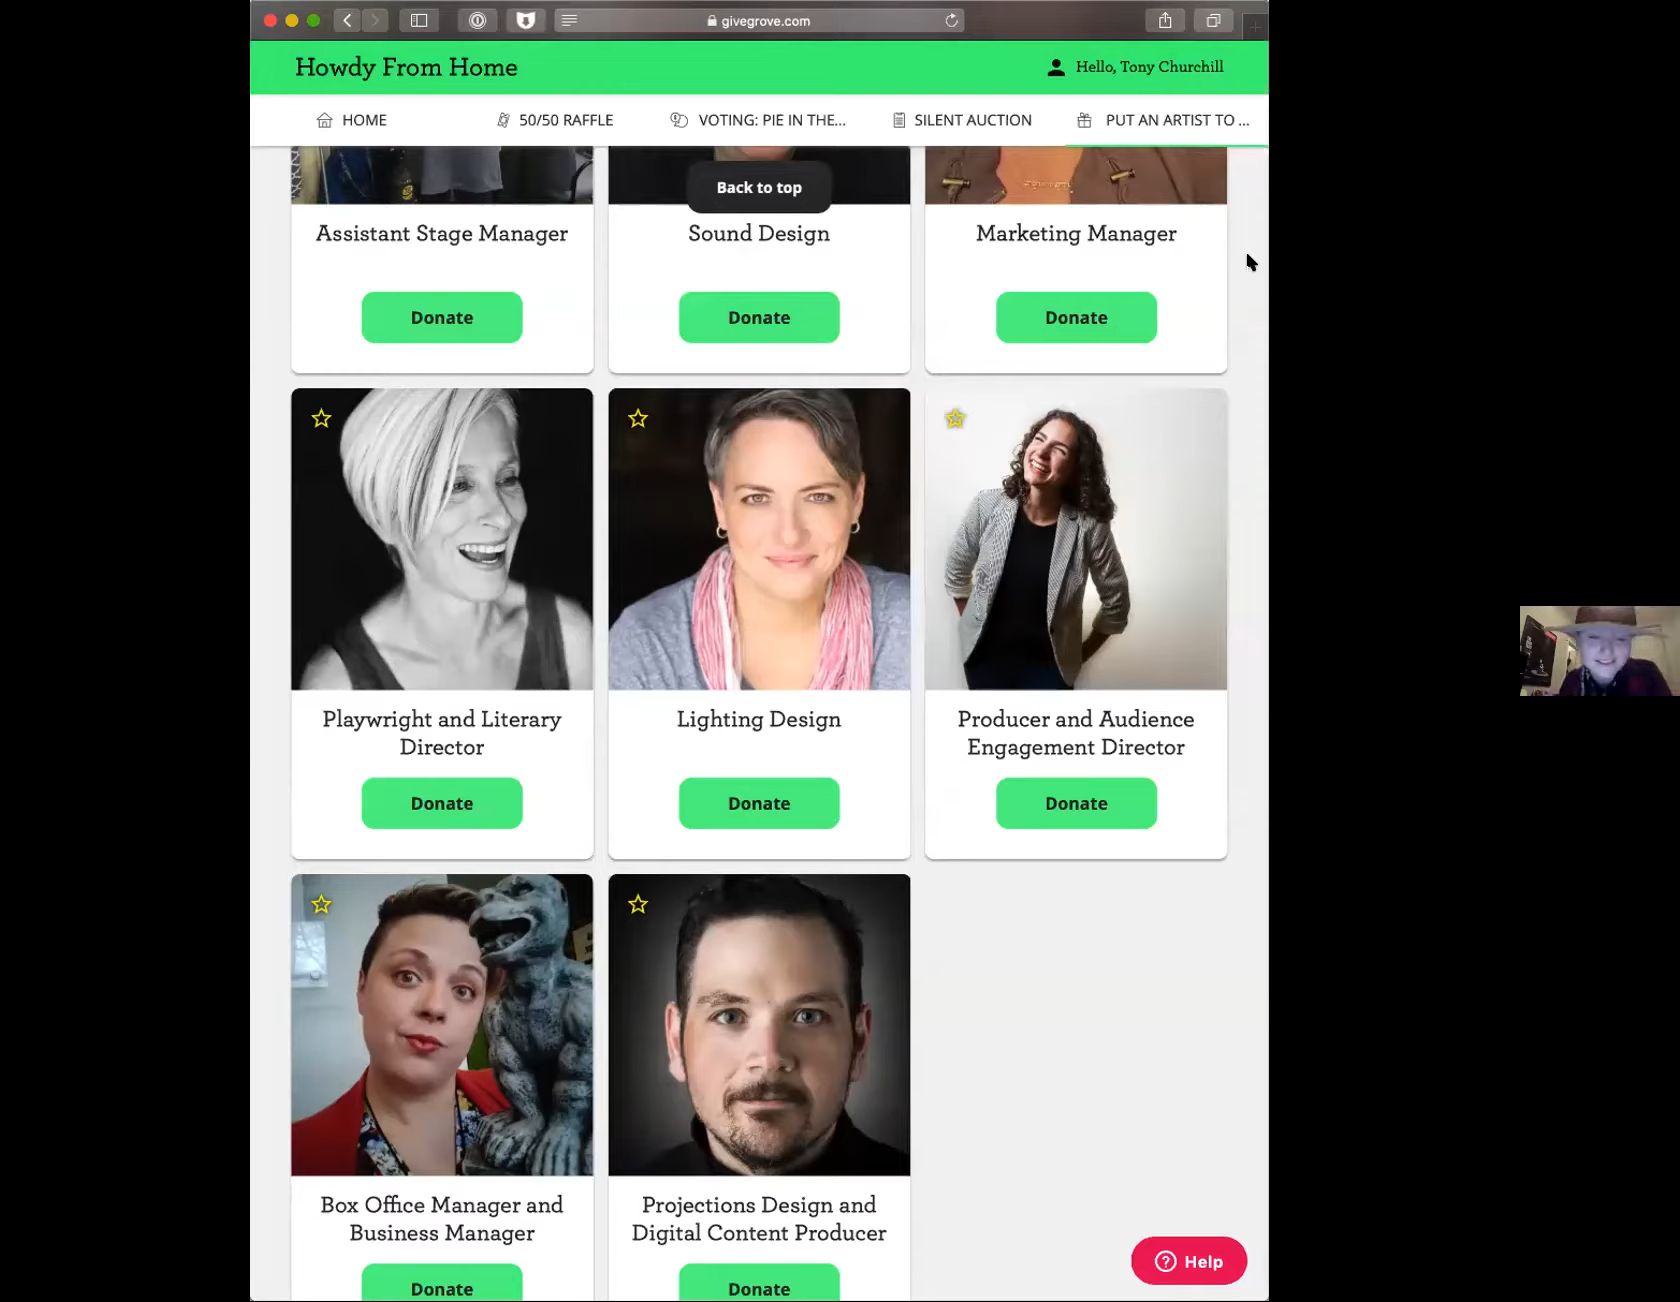 givegrove.com
Howdy From Home
Hello, Tony Churchill
HOME
50/50 RAFFLE
VOTING: PIE IN THE...
SILENT AUCTION
PUT AN ARTIST TO ...
Back to top
Assistant Stage Manager
Sound Design
Marketing Manager
Donate
Donate
Donate
Playwright and Literary
Director
Lighting Design
Producer and Audience
Engagement Director
Donate
Donate
Donate
Box Office Manager and
Business Manager
Projections Design and
Digital Content Producer
Donate
Donate
Help